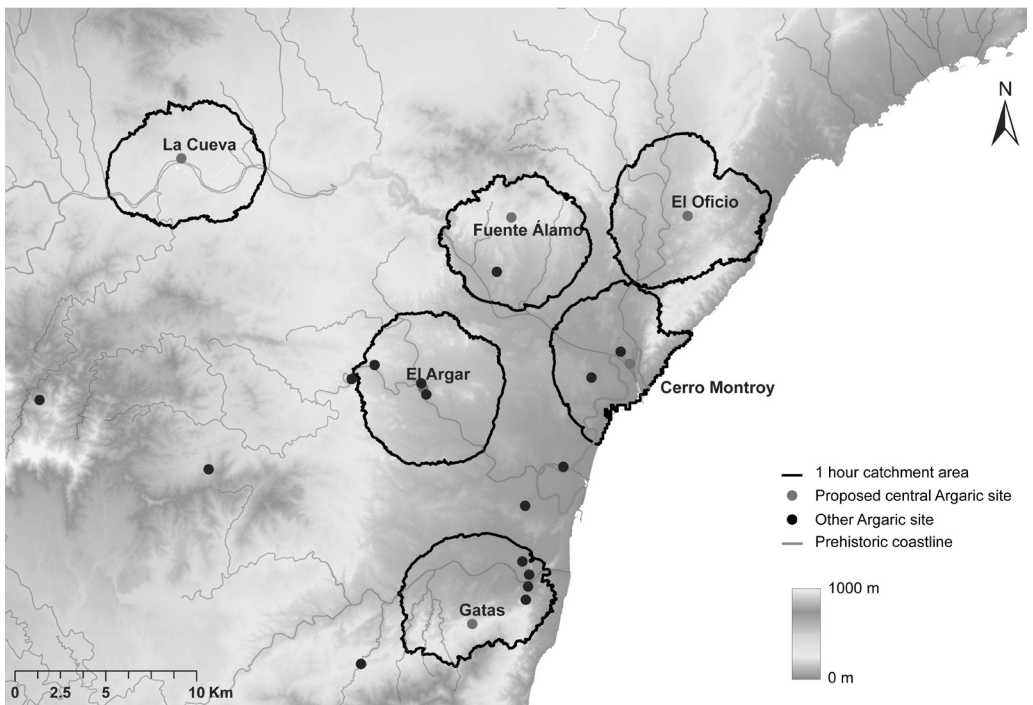 N
La Cueva
El Oficio
Fuente Álamo
El Argar
Cerro Montroy
Gatas
1 hour catchment area
Proposed central Argaric site
Other Argaric site
Prehistoric coastline
1000 m
0 m
0 2.5 5 10 Km